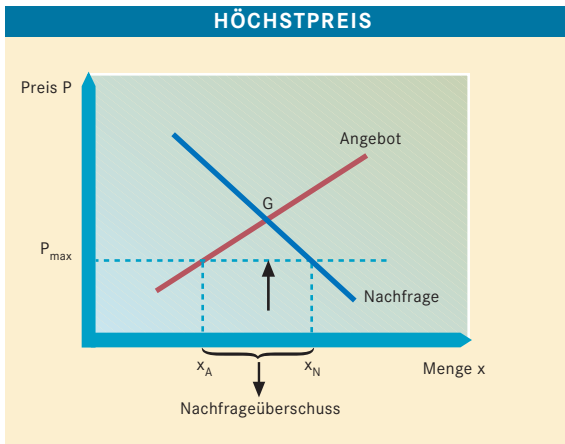 HÖCHSTPREIS
Preis P
Angebot
G
Pmax
Nachfrage
xA
xN
Menge x
Nachfrageüberschuss